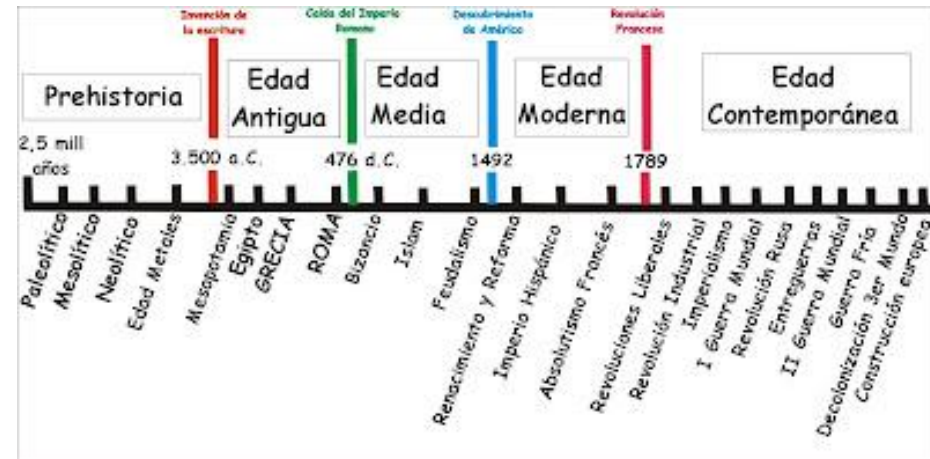 Invención de
la escritura
Caída del Imperio
Romano
Descubrimiento
de América
Revolución
Francesa
Prehistoria
Edad
Antigua
Edad
Media
Edad
Moderna
Edad
Contemporánea
2,5 mill
años
3.500 a.C.
476 d.C.
1492
1789
Paleolítico
Mesolítico
Neolítico
Edad Metales
Mesopotamia
Egipto
GRECIA
ROMA
Bizancio
Islam
Feudalismo
Renacimiento y Reforma
Imperio Hispánico
Absolutismo Francés
Revoluciones Liberales
Revolución Industrial
Imperialismo
I Guerra Mundial
Revolución Rusa
Entreguerras
II Guerra Mundial
Guerra Fría
Decolonización 3er Mundo
Construcción europea